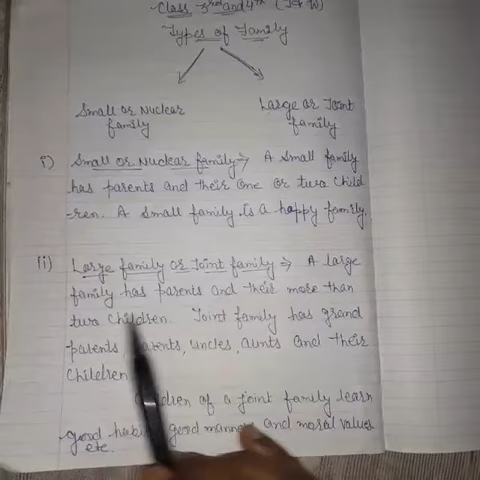 Class 3rd and 4th
Types of Family
Small or Nuclear
family
Large or Joint
family
i) Small or Nuclear family⇒ A Small family
has parents and their one or two child
-ren. A small family is a happy family.
(i) Large family or Joint family ⇒ A large
family has parents and their more than
two children. Joint family has grand
parents, parents, uncles, aunts and their
children
of a joint family learn
good good manners and moral values
etc.